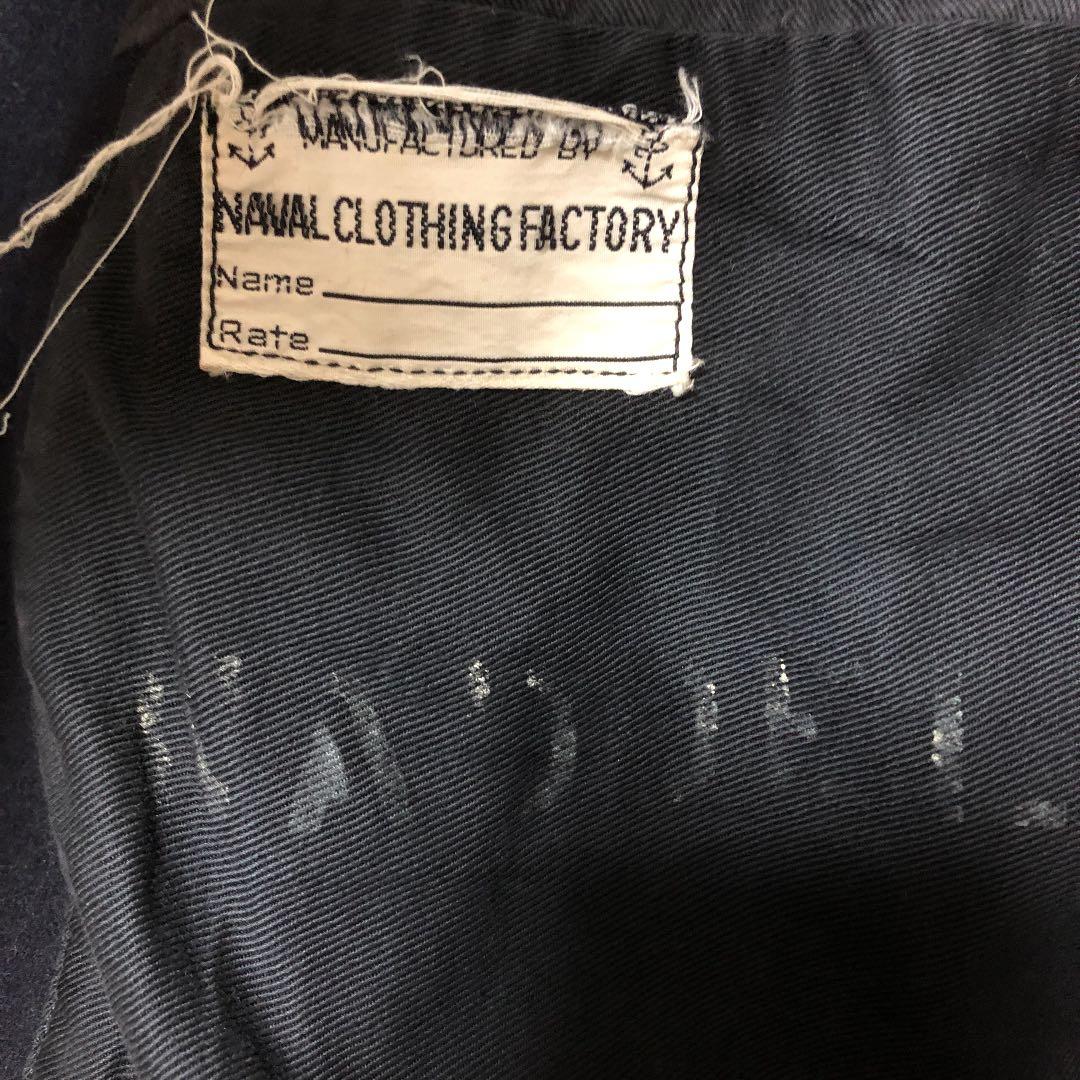 MANUFACTURED BY
NAVAL CLOTHING FACTORY
Name
Rate